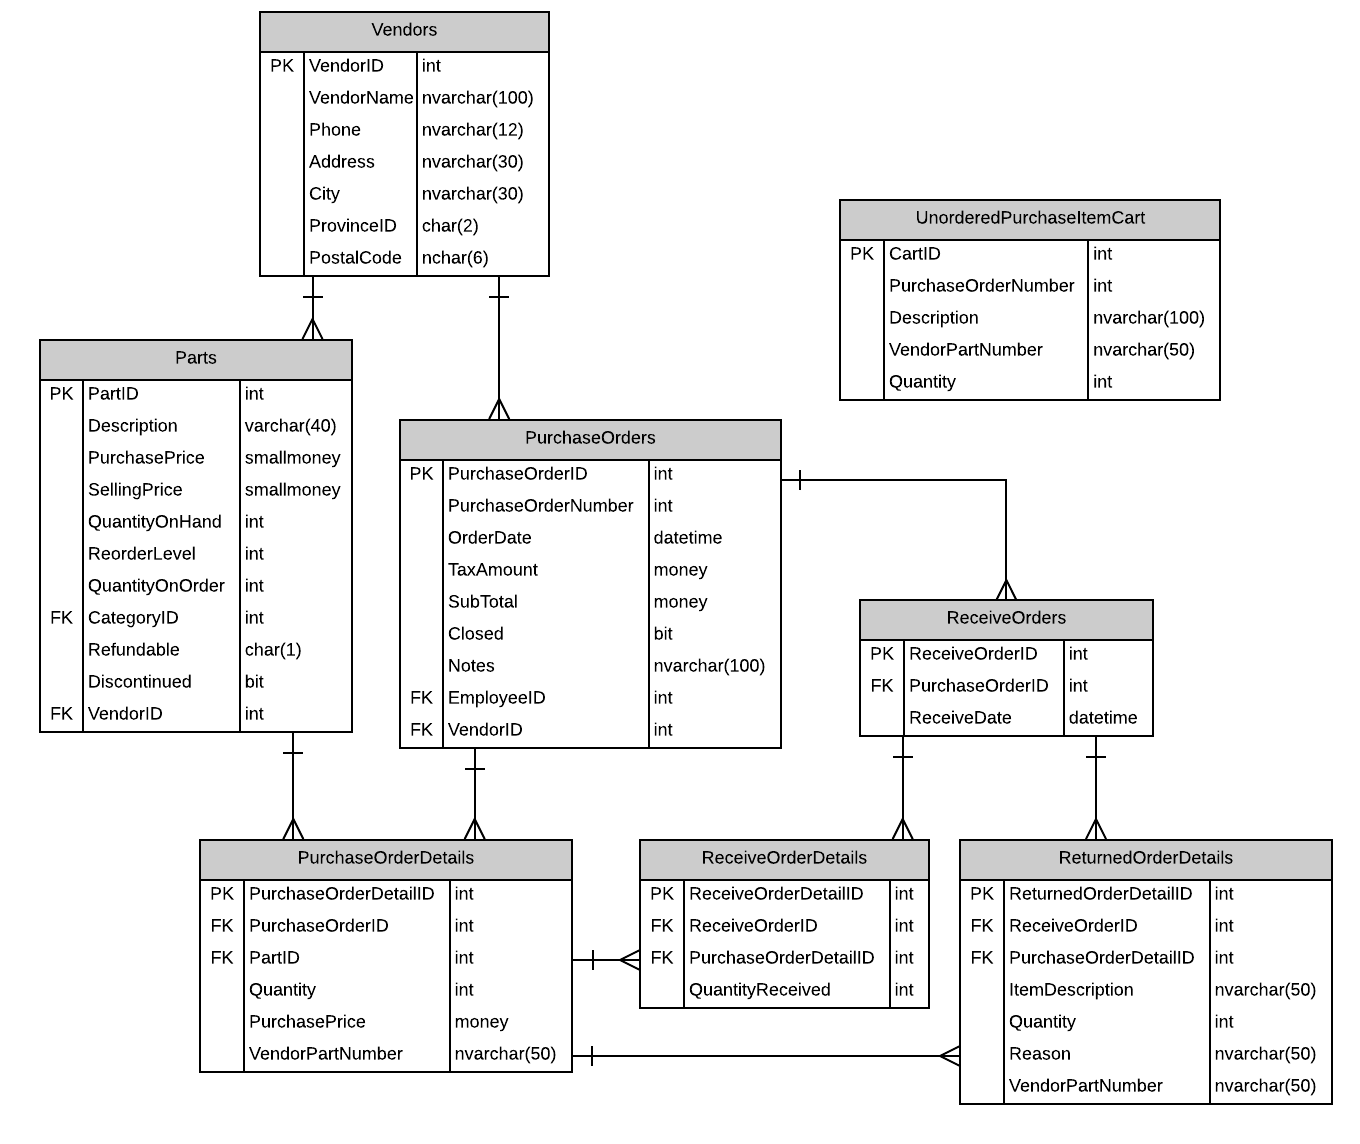 Vendors
PK VendorID int
VendorName nvarchar(100)
Phone nvarchar(12)
Address nvarchar(30)
City nvarchar(30)
ProvinceID char(2)
PostalCode nchar(6)
UnorderedPurchaseItemCart
PK CartID int
PurchaseOrderNumber int
Description nvarchar(100)
VendorPartNumber nvarchar(50)
Quantity int
Parts
PK PartID int
Description varchar(40)
PurchasePrice smallmoney
SellingPrice smallmoney
QuantityOnHand int
ReorderLevel int
QuantityOnOrder int
FK CategoryID int
Refundable char(1)
Discontinued bit
FK VendorID int
PurchaseOrders
PK PurchaseOrderID int
PurchaseOrderNumber int
OrderDate datetime
TaxAmount money
SubTotal money
Closed bit
Notes nvarchar(100)
FK EmployeeID int
FK VendorID int
ReceiveOrders
PK ReceiveOrderID int
FK PurchaseOrderID int
ReceiveDate datetime
PurchaseOrderDetails
PK PurchaseOrderDetailID int
FK PurchaseOrderID int
FK PartID int
Quantity int
PurchasePrice money
VendorPartNumber nvarchar(50)
ReceiveOrderDetails
PK ReceiveOrderDetailID int
FK ReceiveOrderID int
FK PurchaseOrderDetailID int
QuantityReceived int
ReturnedOrderDetails
PK ReturnedOrderDetailID int
FK ReceiveOrderID int
FK PurchaseOrderDetailID int
ItemDescription nvarchar(50)
Quantity int
Reason nvarchar(50)
VendorPartNumber nvarchar(50)